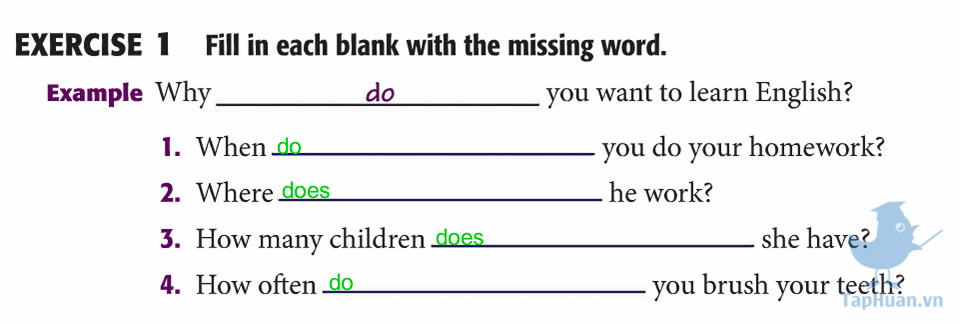 EXERCISE 1 Fill in each blank with the missing word.
Example Why do you want to learn English?
1. When do you do your homework?
2. Where does he work?
3. How many children does she have?
4. How often do you brush your teeth?
TapHuan.vn